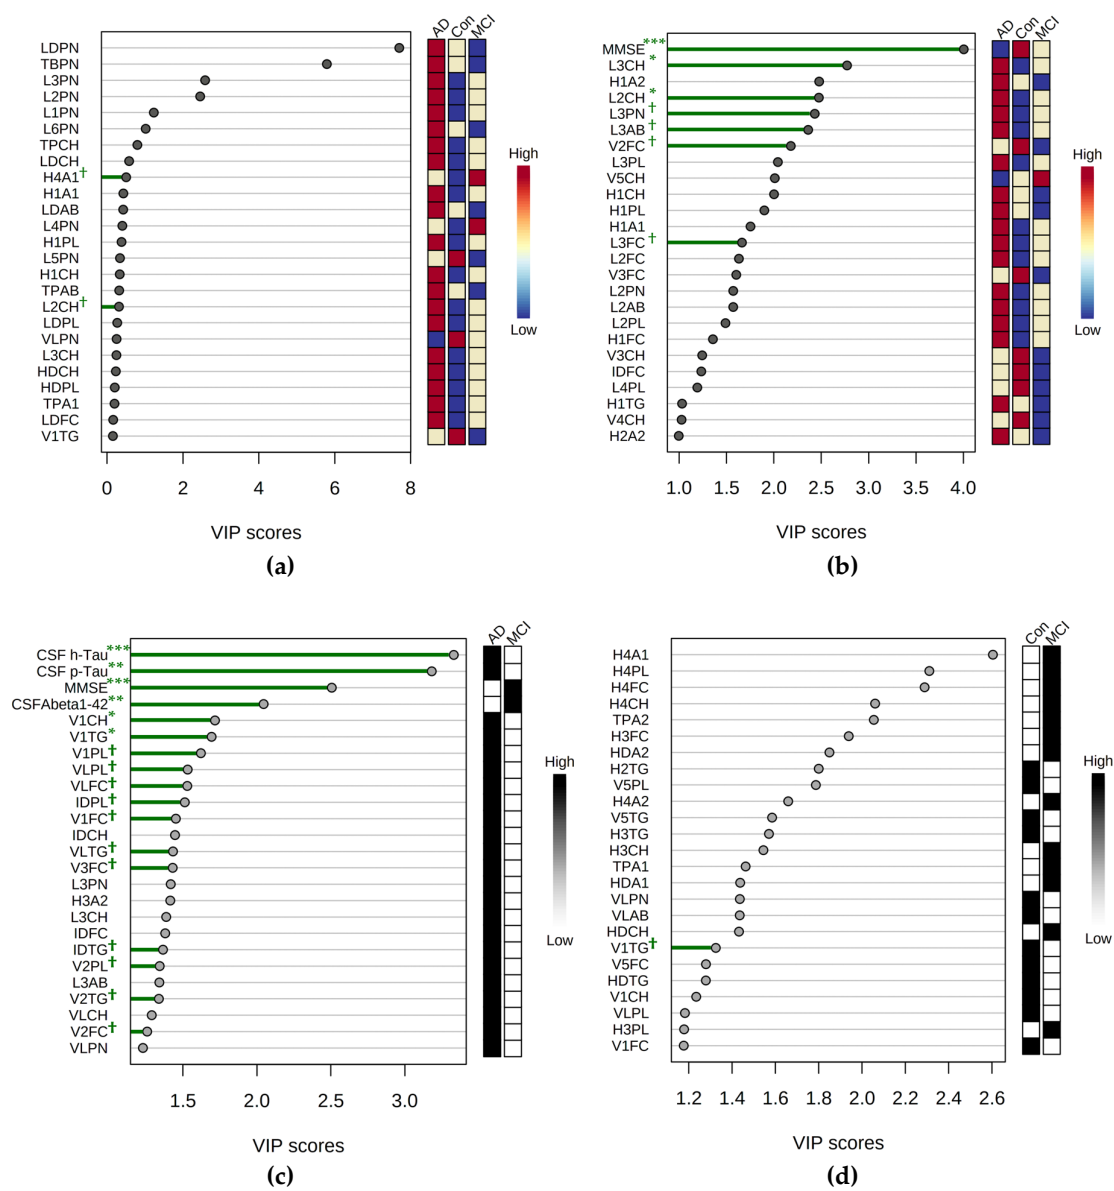 AD Con MCI
LDPN
TBPN
L3PN
L2PN
L1PN
L6PN
TPCH
LDCH
H4A1†
H1A1
LDAB
L4PN
H1PL
L5PN
H1CH
TPAB
L2CH†
LDPL
VLPN
L3CH
HDCH
HDPL
TPA1
LDFC
V1TG
High
Low
0 2 4 6 8
VIP scores
(a)
AD Con MCI
MMSE***
L3CH*
H1A2
L2CH*
L3PN†
L3AB†
V2FC†
L3PL
V5CH
H1CH
H1PL
H1A1
L3FC†
L2FC
V3FC
L2PN
L2AB
L2PL
H1FC
V3CH
IDFC
L4PL
H1TG
V4CH
H2A2
High
Low
1.0 1.5 2.0 2.5 3.0 3.5 4.0
VIP scores
(b)
AD MCI
CSF h-Tau***
CSF p-Tau**
MMSE***
CSFAbeta1-42**
V1CH*
V1TG*
V1PL†
VLPL†
VLFC†
IDPL†
V1FC†
IDCH
VLTG†
V3FC†
L3PN
H3A2
L3CH
IDFC
IDTG†
V2PL†
L3AB
V2TG†
VLCH
V2FC†
VLPN
High
Low
1.5 2.0 2.5 3.0
VIP scores
(c)
Con MCI
H4A1
H4PL
H4FC
H4CH
TPA2
H3FC
HDA2
H2TG
V5PL
H4A2
V5TG
H3TG
H3CH
TPA1
HDA1
VLPN
VLAB
HDCH
V1TG†
V5FC
HDTG
V1CH
VLPL
H3PL
V1FC
High
Low
1.2 1.4 1.6 1.8 2.0 2.2 2.4 2.6
VIP scores
(d)